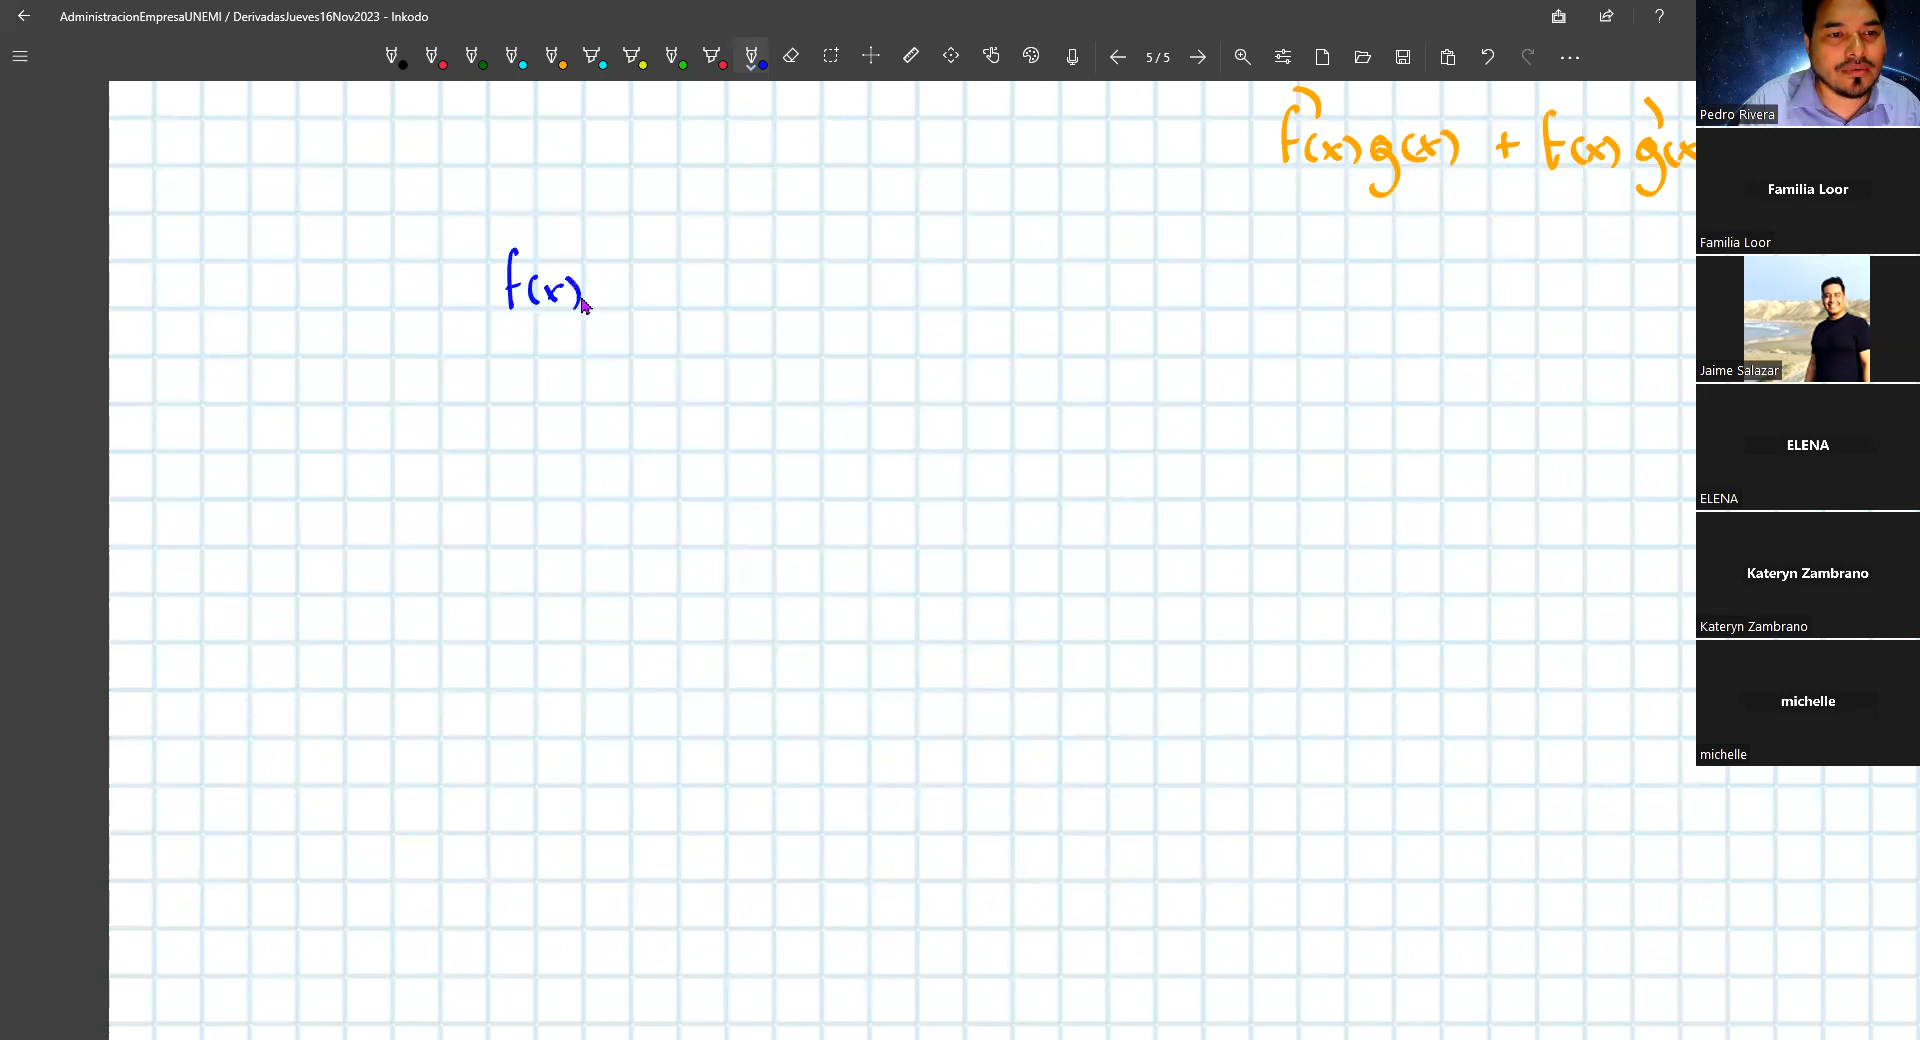 AdministracionEmpresaUNEMI / DerivadasJueves16Nov2023 - Inkodo
5 / 5
Pedro Rivera
f'(x) g(x) + f(x) g'(x
Familia Loor
Familia Loor
f(x)
Jaime Salazar
ELENA
ELENA
Kateryn Zambrano
Kateryn Zambrano
michelle
michelle